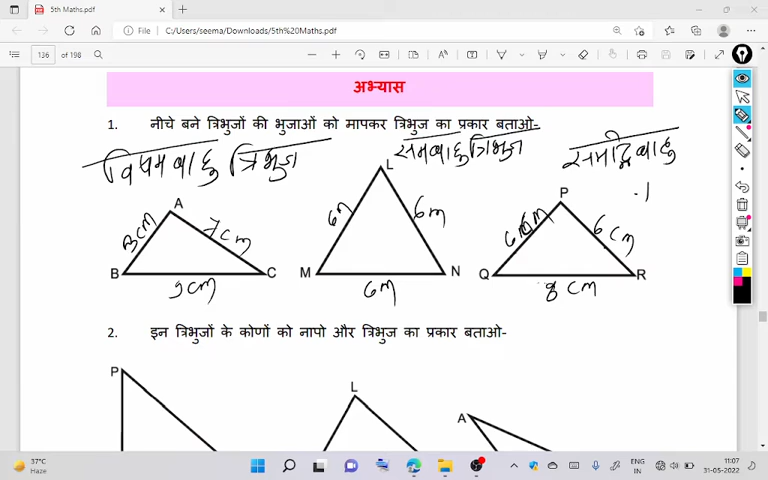 5th Maths.pdf
File C:/Users/seema/Downloads/5th%20Maths.pdf
136 of 198
अभ्यास
1. नीचे बने त्रिभुजों की भुजाओं को मापकर त्रिभुज का प्रकार बताओ-
विषमबाहु त्रिभुज समबाहु त्रिभुज समद्विबाहु
A L P
3cm 7cm 6m 6m 6cm
B C M N Q R
9cm 6m 8 cm
2. इन त्रिभुजों के कोणों को नापो और त्रिभुज का प्रकार बताओ-
P L A
37°C
Haze
ENG
IN
11:07
31-05-2022